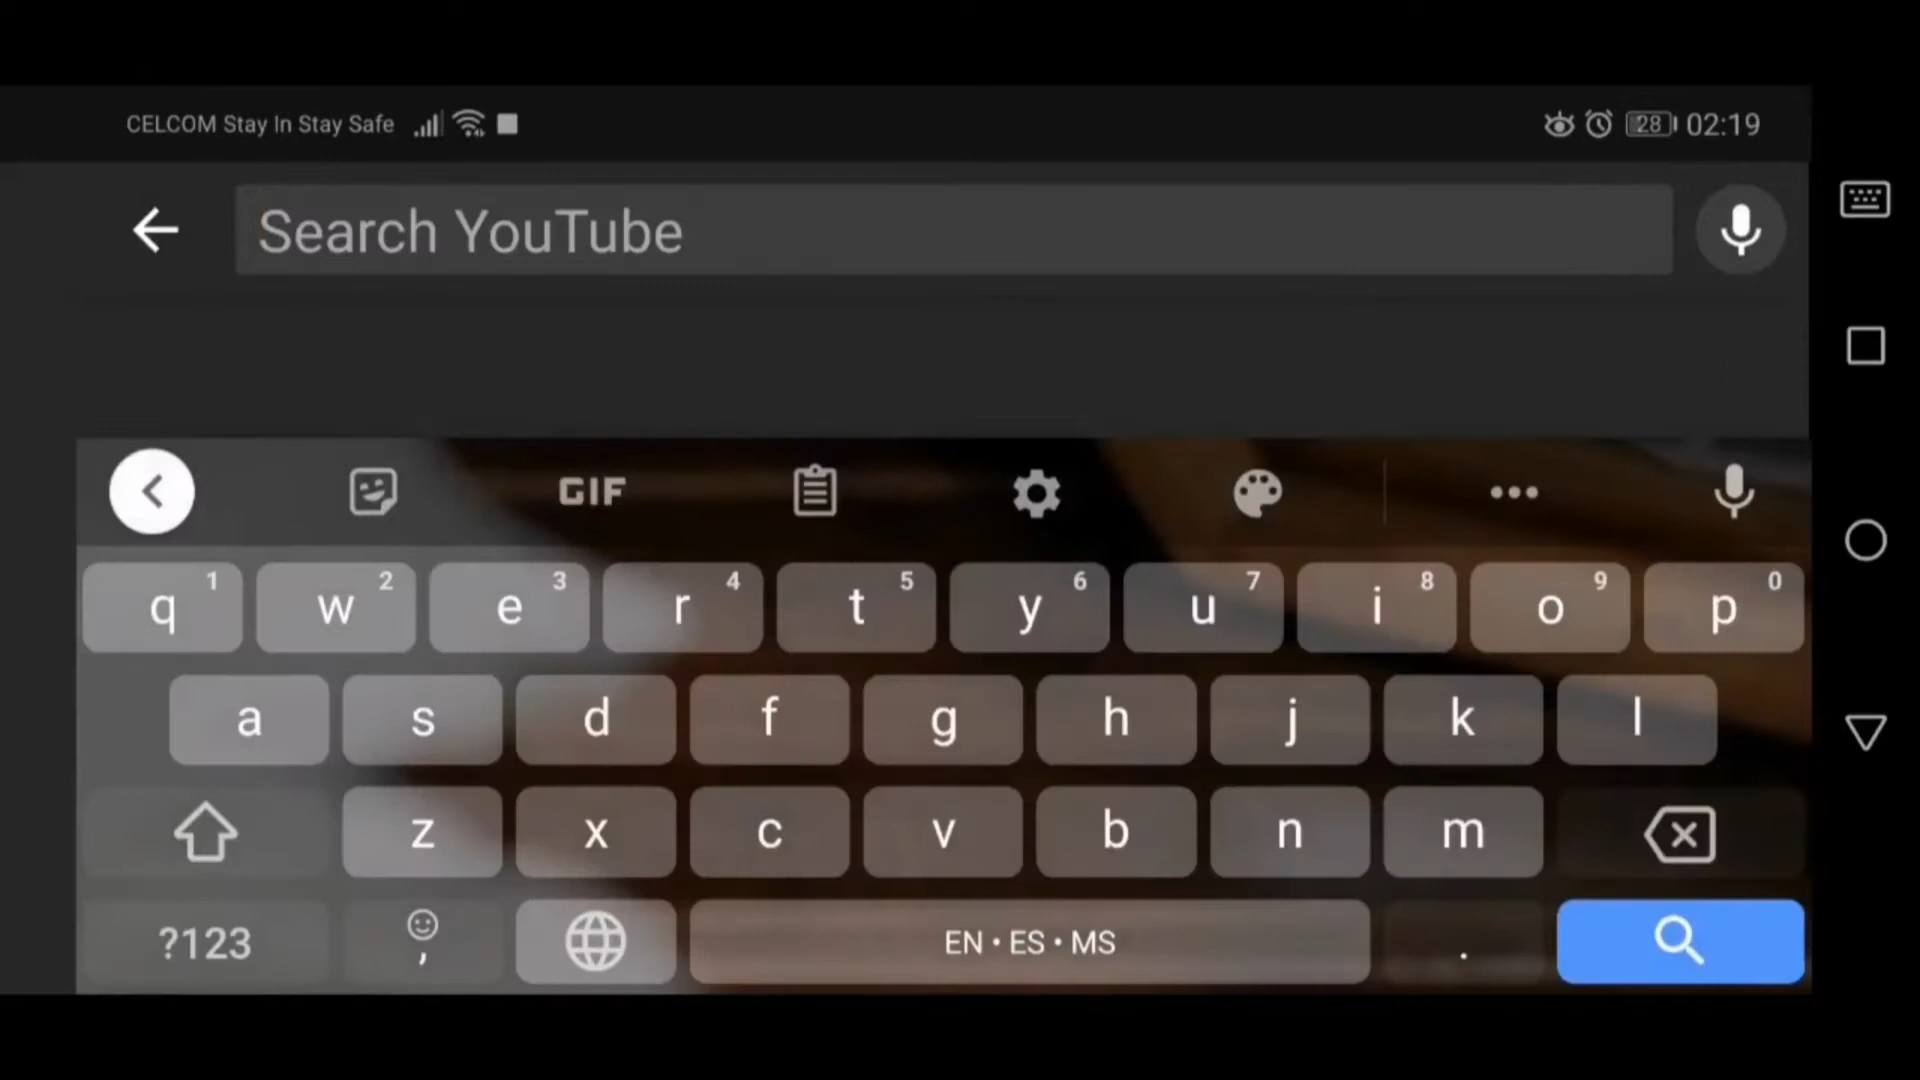 CELCOM Stay In Stay Safe 28 02:19
Search YouTube
GIF
q 1 w 2 e 3 r 4 t 5 y 6 u 7 i 8 o 9 p 0
a s d f g h j k l
z x c v b n m
?123 , EN • ES • MS .